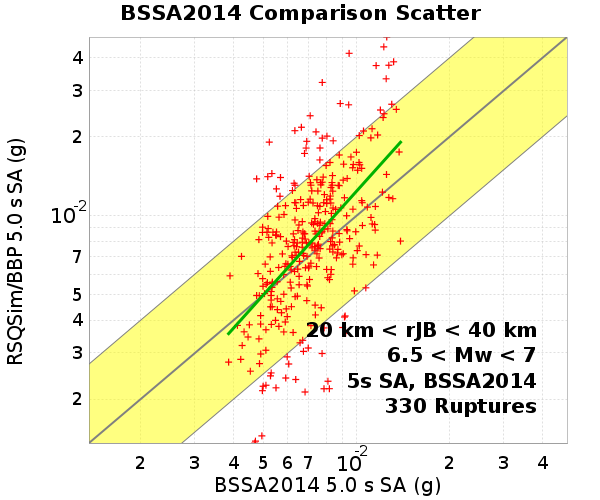 BSSA2014 Comparison Scatter
RSQSim/BBP 5.0 s SA (g)
4
3
2
10-2
7
5
4
3
2
20 km < rJB < 40 km
6.5 < Mw < 7
5s SA, BSSA2014
330 Ruptures
2 3 4 5 6 7 10-2 2 3 4
BSSA2014 5.0 s SA (g)